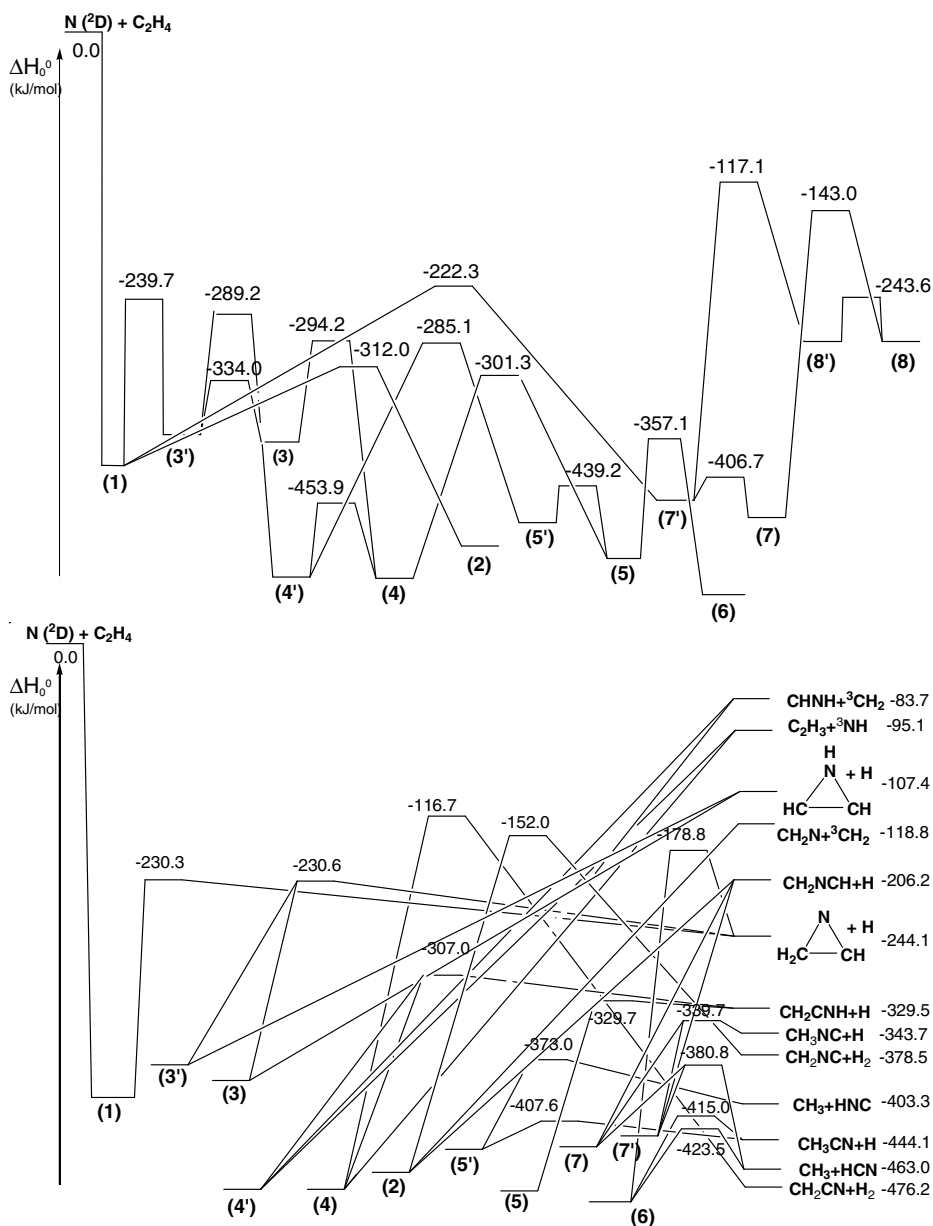 N (²D) + C₂H₄
0.0
ΔH₀⁰
(kJ/mol)
-117.1
-143.0
-239.7
-289.2
-222.3
-243.6
-294.2
-285.1
-312.0
-334.0
-301.3
(8')
(8)
-357.1
(3')
(3)
(1)
-453.9
-439.2
-406.7
(7')
(5')
(7)
(2)
(4')
(4)
(5)
(6)
N (²D) + C₂H₄
0.0
ΔH₀⁰
(kJ/mol)
CHNH+³CH₂ -83.7
C₂H₃+³NH -95.1
H
N + H -107.4
HC CH
-116.7
-152.0
-178.8
CH₂N+³CH₂ -118.8
-230.3
-230.6
CH₂NCH+H -206.2
N + H
H₂C CH -244.1
-307.0
-329.7
-339.7
CH₂CNH+H -329.5
CH₃NC+H -343.7
-373.0
-380.8
CH₂NC+H₂ -378.5
(3')
(3)
(1)
-407.6
-415.0
CH₃+HNC -403.3
-423.5
CH₃CN+H -444.1
CH₃+HCN -463.0
CH₂CN+H₂ -476.2
(5')
(7)
(7')
(4')
(4)
(2)
(5)
(6)